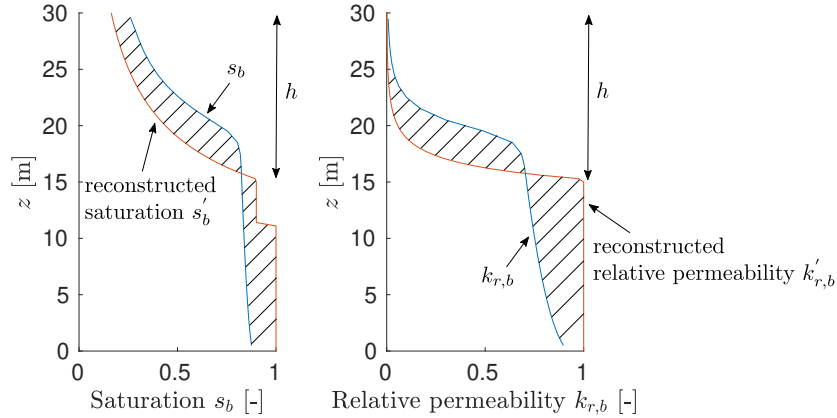 30
25
20
15
10
5
0
z [m]
s_b
h
reconstructed
saturation s_b'
0 0.5 1
Saturation s_b [-]
30
25
20
15
10
5
0
z [m]
h
k_{r,b}
reconstructed
relative permeability k_{r,b}'
0 0.5 1
Relative permeability k_{r,b} [-]